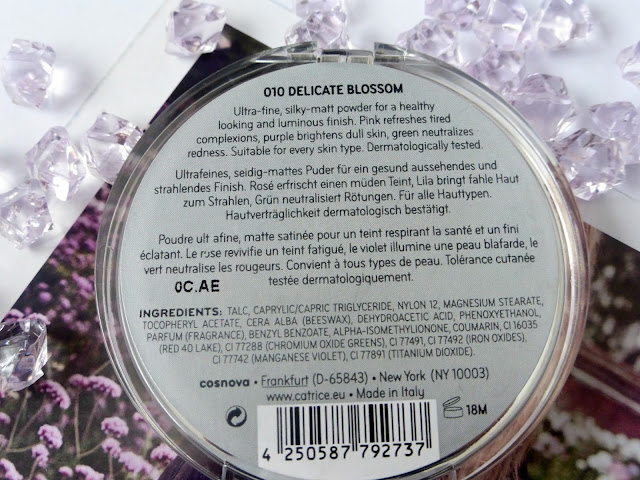 010 DELICATE BLOSSOM
Ultra-fine, silky-matt powder for a healthy
looking and luminous finish. Pink refreshes tired
complexions, purple brightens dull skin, green neutralizes
redness. Suitable for every skin type. Dermatologically tested.
Ultrafeines, seidig-mattes Puder für ein gesund aussehendes und
strahlendes Finish. Rosé erfrischt einen müden Teint, Lila bringt fahle Haut
zum Strahlen, Grün neutralisiert Rötungen. Für alle Hauttypen.
Hautverträglichkeit dermatologisch bestätigt.
Poudre ult afine, matte satinée pour un teint respirant la santé et un fini
éclatant. Le rose revivifie un teint fatigué, le violet illumine une peau blafarde, le
vert neutralise les rougeurs. Convient à tous types de peau. Tolérance cutanée
0C.AE testée dermatologiquement.
INGREDIENTS: TALC, CAPRYLIC/CAPRIC TRIGLYCERIDE, NYLON 12, MAGNESIUM STEARATE,
TOCOPHERYL ACETATE, CERA ALBA (BEESWAX), DEHYDROACETIC ACID, PHENOXYETHANOL,
PARFUM (FRAGRANCE), BENZYL BENZOATE, ALPHA-ISOMETHYLIONONE, COUMARIN, CI 16035
(RED 40 LAKE), CI 77288 (CHROMIUM OXIDE GREENS), CI 77491, CI 77492 (IRON OXIDES),
CI 77742 (MANGANESE VIOLET), CI 77891 (TITANIUM DIOXIDE).
cosnova • Frankfurt (D-65843) • New York (NY 10003)
www.catrice.eu • Made in Italy
18M
4 250587 792737